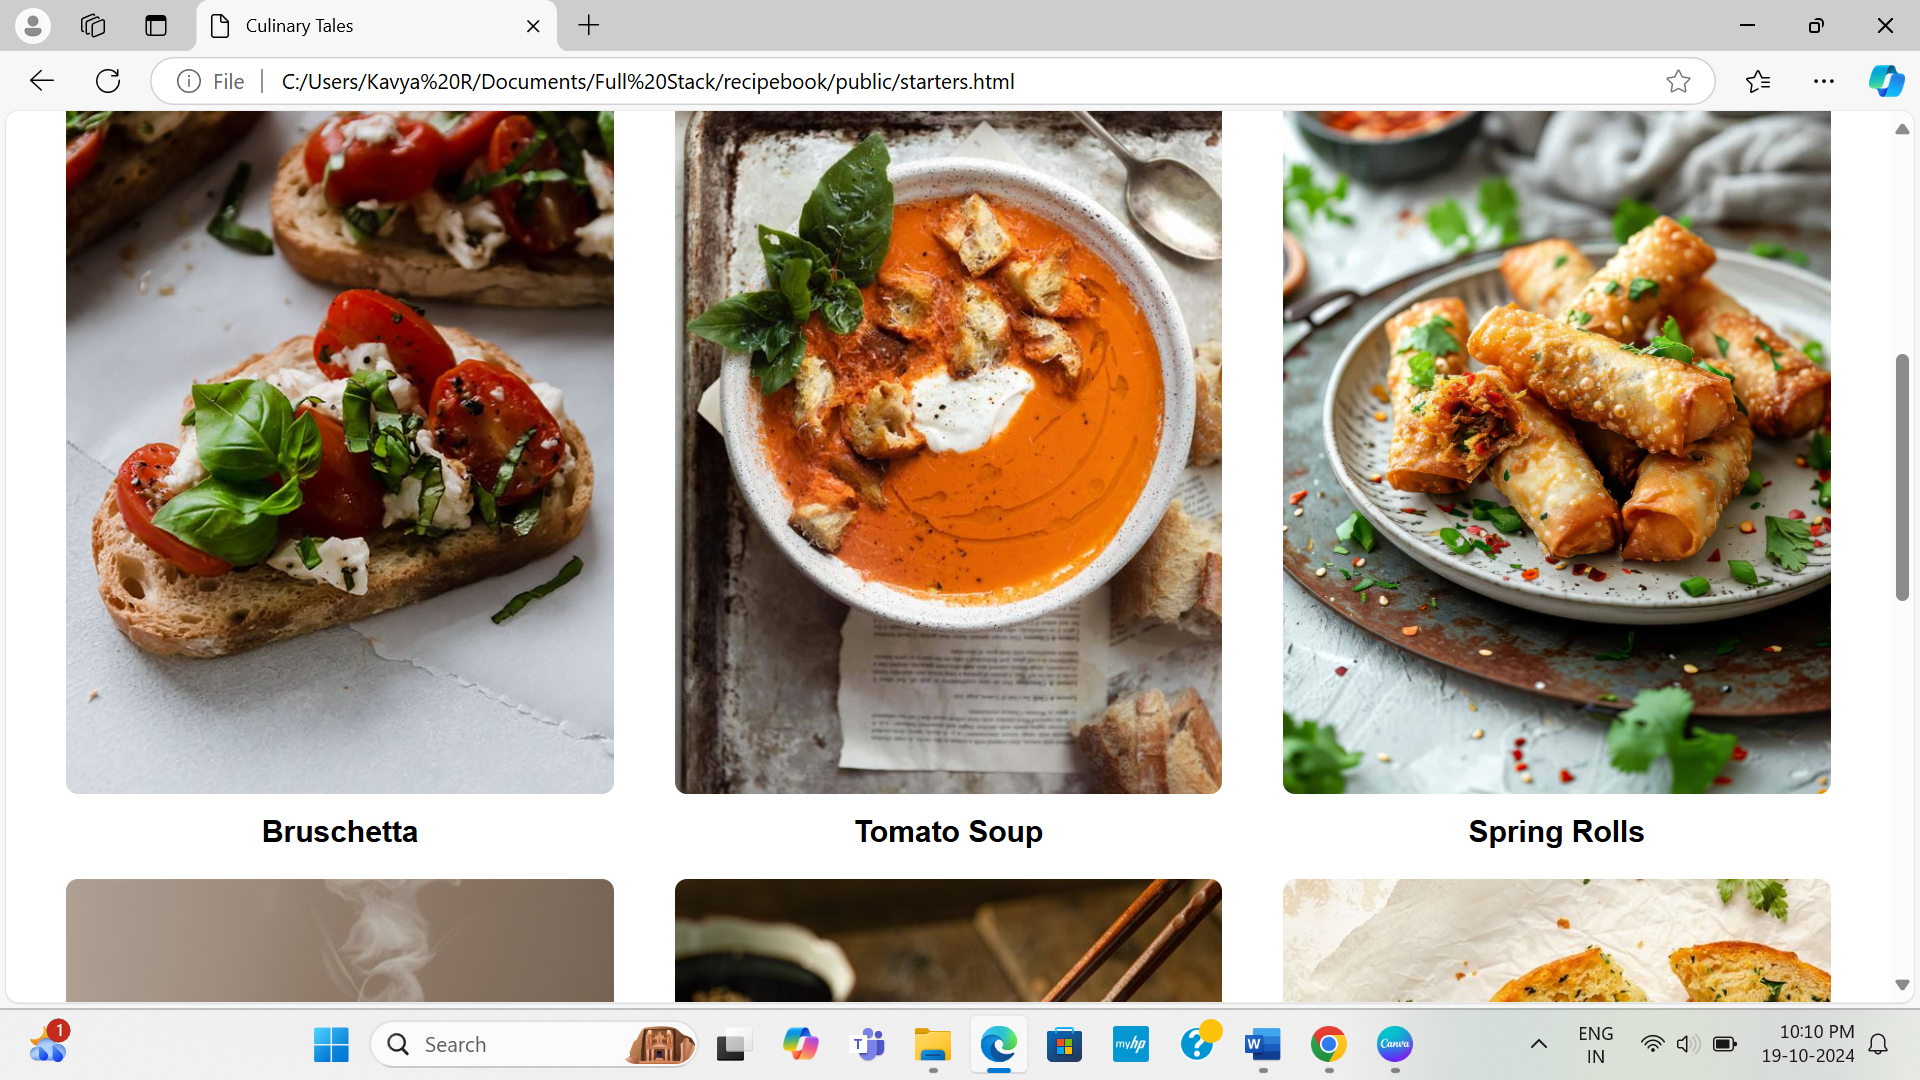 Culinary Tales
File
C:/Users/Kavya%20R/Documents/Full%20Stack/recipebook/public/starters.html
Bruschetta
Tomato Soup
Spring Rolls
1
Search
T
myhp
?
W
Canva
ENG
IN
10:10 PM
19-10-2024